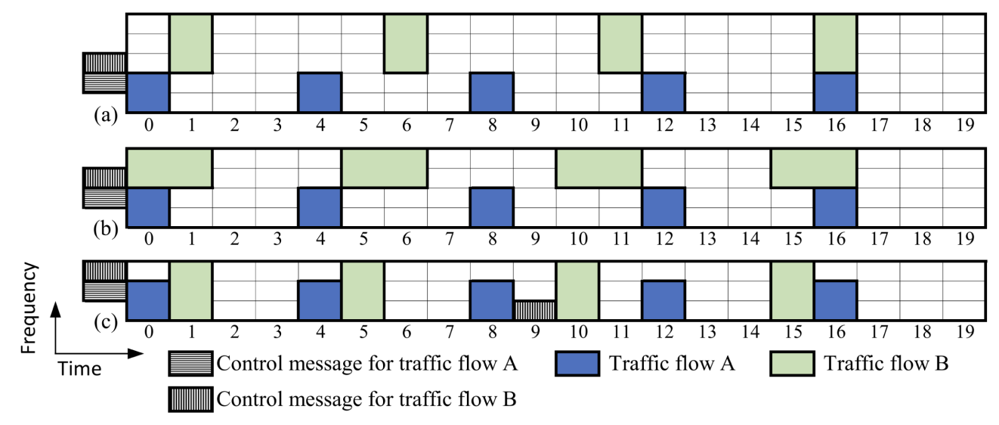 (a)
0 1 2 3 4 5 6 7 8 9 10 11 12 13 14 15 16 17 18 19
(b)
0 1 2 3 4 5 6 7 8 9 10 11 12 13 14 15 16 17 18 19
(c)
0 1 2 3 4 5 6 7 8 9 10 11 12 13 14 15 16 17 18 19
Frequency
Time
Control message for traffic flow A
Traffic flow A
Traffic flow B
Control message for traffic flow B